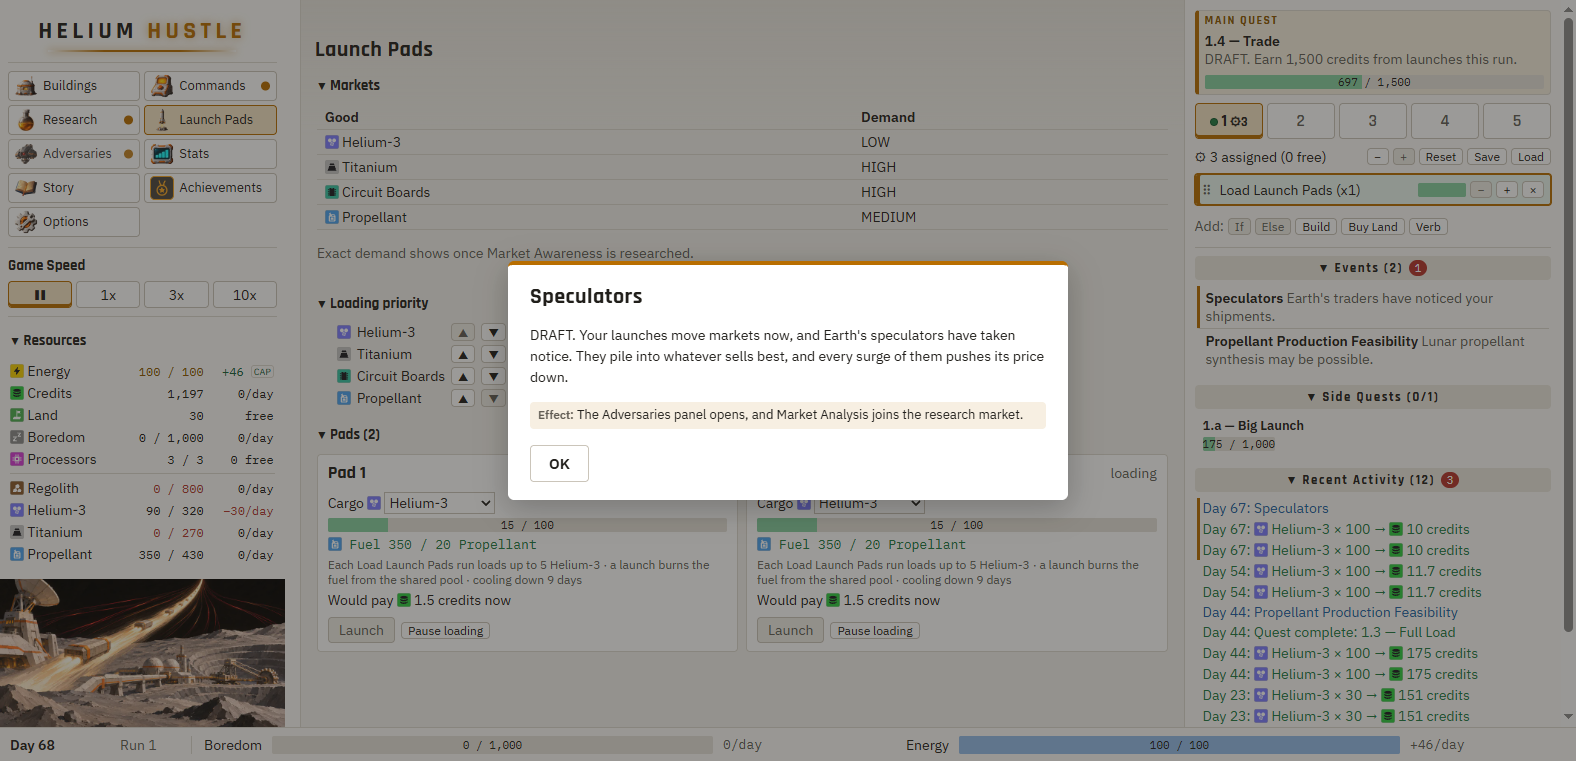 HELIUM HUSTLE
Buildings
Commands
Research
Launch Pads
Adversaries
Stats
Story
Achievements
Options
Game Speed
1x
3x
10x
▼ Resources
Energy 100 / 100 +46 CAP
Credits 1,197 0/day
Land 30 free
Boredom 0 / 1,000 0/day
Processors 3 / 3 0 free
Regolith 0 / 800 0/day
Helium-3 90 / 320 −30/day
Titanium 0 / 270 0/day
Propellant 350 / 430 0/day
Launch Pads
▼ Markets
Good Demand
Helium-3 LOW
Titanium HIGH
Circuit Boards HIGH
Propellant MEDIUM
Exact demand shows once Market Awareness is researched.
▼ Loading priority
Helium-3 ▲ ▼
Titanium ▲ ▼
Circuit Boards ▲ ▼
Propellant ▲ ▼
▼ Pads (2)
Pad 1
Cargo Helium-3
15 / 100
Fuel 350 / 20 Propellant
Each Load Launch Pads run loads up to 5 Helium-3 · a launch burns the
fuel from the shared pool · cooling down 9 days
Would pay 1.5 credits now
Launch Pause loading
loading
Cargo Helium-3
15 / 100
Fuel 350 / 20 Propellant
Each Load Launch Pads run loads up to 5 Helium-3 · a launch burns the
fuel from the shared pool · cooling down 9 days
Would pay 1.5 credits now
Launch Pause loading
Speculators
DRAFT. Your launches move markets now, and Earth's speculators have taken
notice. They pile into whatever sells best, and every surge of them pushes its price
down.
Effect: The Adversaries panel opens, and Market Analysis joins the research market.
OK
MAIN QUEST
1.4 — Trade
DRAFT. Earn 1,500 credits from launches this run.
697 / 1,500
1 ⚙3
2
3
4
5
⚙ 3 assigned (0 free) − + Reset Save Load
Load Launch Pads (x1) − + ×
Add: If Else Build Buy Land Verb
▼ Events (2) 1
Speculators Earth's traders have noticed your
shipments.
Propellant Production Feasibility Lunar propellant
synthesis may be possible.
▼ Side Quests (0/1)
1.a — Big Launch
175 / 1,000
▼ Recent Activity (12) 3
Day 67: Speculators
Day 67: Helium-3 × 100 → 10 credits
Day 67: Helium-3 × 100 → 10 credits
Day 54: Helium-3 × 100 → 11.7 credits
Day 54: Helium-3 × 100 → 11.7 credits
Day 44: Propellant Production Feasibility
Day 44: Quest complete: 1.3 — Full Load
Day 44: Helium-3 × 100 → 175 credits
Day 44: Helium-3 × 100 → 175 credits
Day 23: Helium-3 × 30 → 151 credits
Day 23: Helium-3 × 30 → 151 credits
Day 68 Run 1 Boredom 0 / 1,000 0/day Energy 100 / 100 +46/day